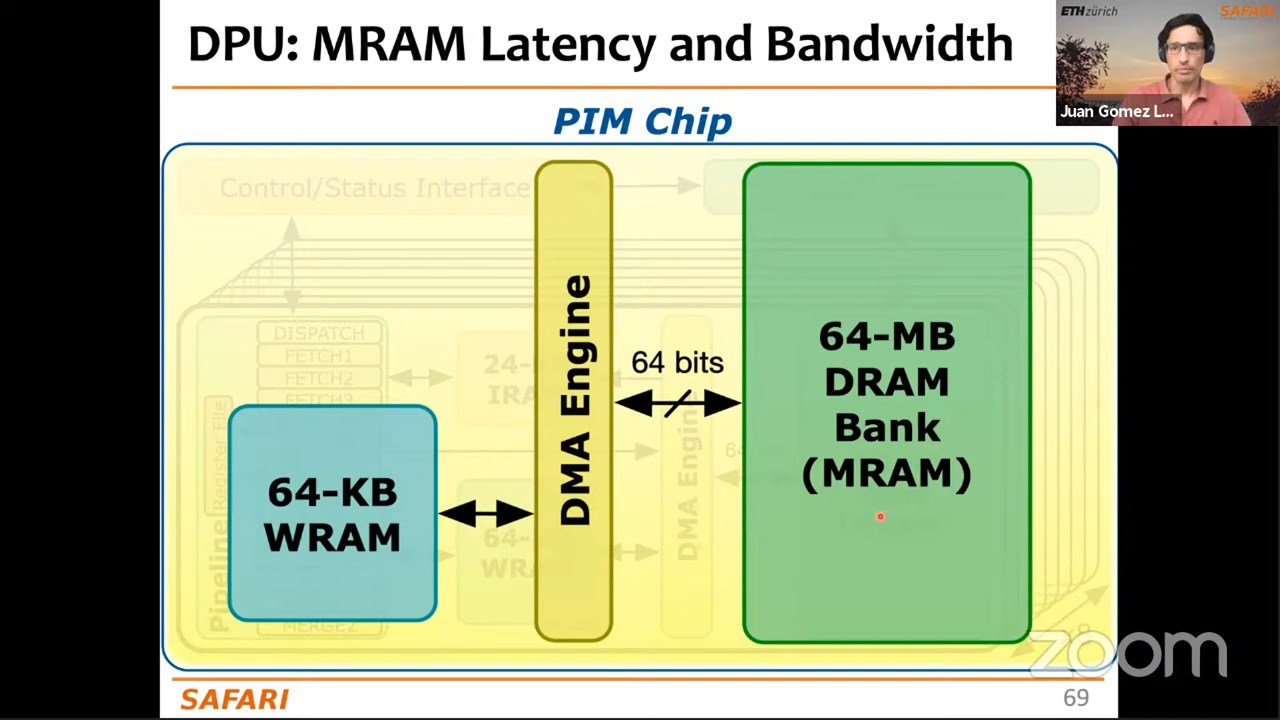 DPU: MRAM Latency and Bandwidth
ETH zürich
SAFARI
Juan Gomez L...
PIM Chip
Control/Status Interface
DISPATCH
FETCH1
FETCH2
FETCH3
24-
IRA
Register File
Pipeline
64-
WRA
MERGE2
DMA Engine
64-KB
WRAM
DMA Engine
64 bits
64-MB
DRAM
Bank
(MRAM)
zoom
SAFARI
69